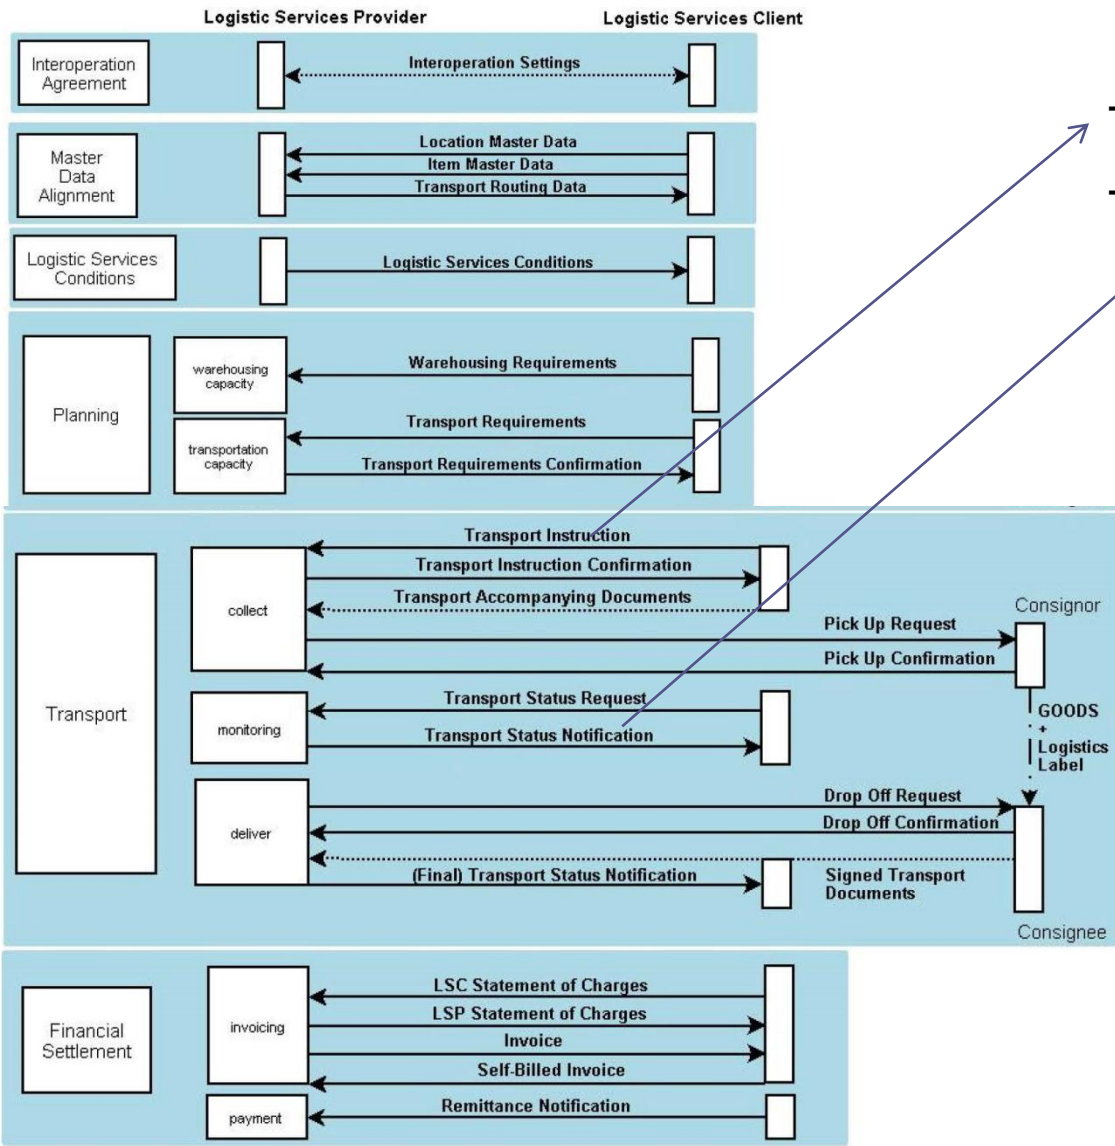 Logistic Services Provider
Logistic Services Client
Interoperation
Agreement
Interoperation Settings
Master
Data
Alignment
Location Master Data
Item Master Data
Transport Routing Data
Logistic Services
Conditions
Logistic Services Conditions
Planning
warehousing
capacity
Warehousing Requirements
transportation
capacity
Transport Requirements
Transport Requirements Confirmation
Transport
collect
Transport Instruction
Transport Instruction Confirmation
Transport Accompanying Documents
Consignor
Pick Up Request
Pick Up Confirmation
monitoring
Transport Status Request
Transport Status Notification
GOODS
+
Logistics
Label
deliver
Drop Off Request
Drop Off Confirmation
(Final) Transport Status Notification
Signed Transport
Documents
Consignee
Financial
Settlement
invoicing
LSC Statement of Charges
LSP Statement of Charges
Invoice
Self-Billed Invoice
payment
Remittance Notification